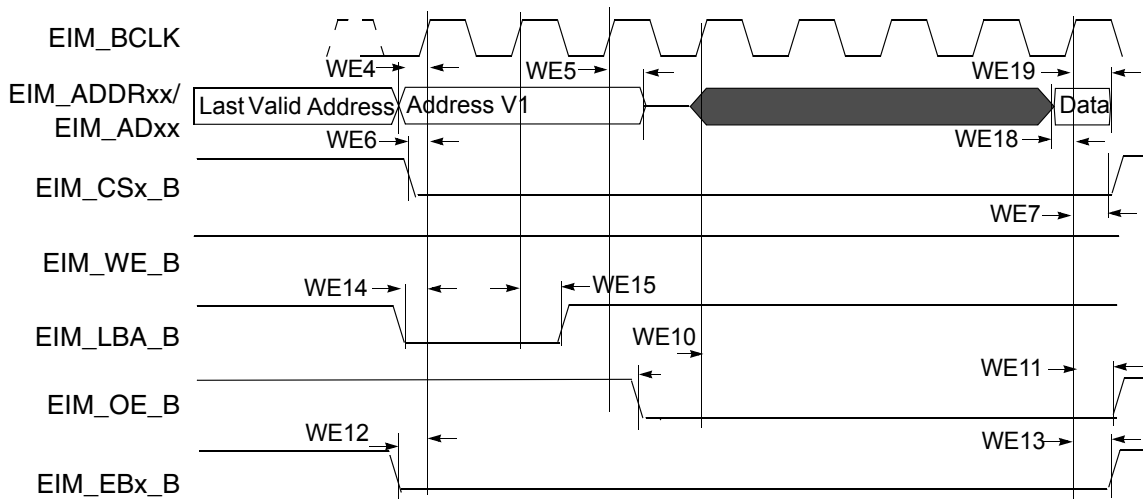 EIM_BCLK
WE4
WE5
WE19
EIM_ADDRxx/
EIM_ADxx
Last Valid Address
Address V1
Data
WE6
WE18
EIM_CSx_B
WE7
EIM_WE_B
WE14
WE15
EIM_LBA_B
WE10
WE11
EIM_OE_B
WE12
WE13
EIM_EBx_B